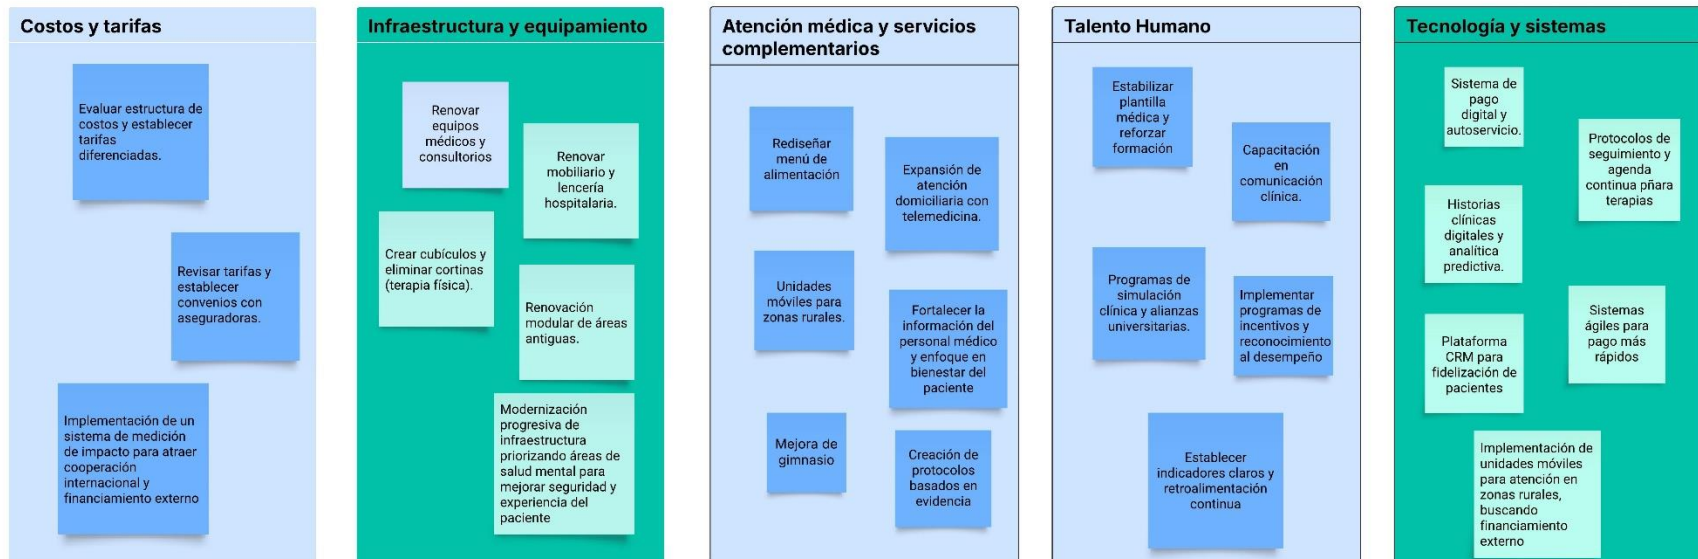 Costos y tarifas
Evaluar estructura de
costos y establecer
tarifas
diferenciadas.
Revisar tarifas y
establecer
convenios con
aseguradoras.
Implementación de un
sistema de medición
de impacto para atraer
cooperación
internacional y
financiamiento externo
Infraestructura y equipamiento
Renovar
equipos
médicos y
consultorios
Renovar
mobiliario y
lencería
hospitalaria.
Crear cubículos y
eliminar cortinas
(terapia física).
Renovación
modular de áreas
antiguas.
Modernización
progresiva de
infraestructura
priorizando áreas de
salud mental para
mejorar seguridad y
experiencia del
paciente
Atención médica y servicios
complementarios
Rediseñar
menú de
alimentación
Expansión de
atención
domiciliaria con
telemedicina.
Unidades
móviles para
zonas rurales.
Fortalecer la
información del
personal médico
y enfoque en
bienestar del
paciente
Mejora de
gimnasio
Creación de
protocolos
basados en
evidencia
Talento Humano
Estabilizar
plantilla
médica y
reforzar
formación
Capacitación
en
comunicación
clínica.
Programas de
simulación
clínica y alianzas
universitarias.
Implementar
programas de
incentivos y
reconocimiento
al desempeño
Establecer
indicadores claros y
retroalimentación
continua
Tecnología y sistemas
Sistema de
pago
digital y
autoservicio.
Protocolos de
seguimiento y
agenda
continua pñara
terapias
Historias
clínicas
digitales y
analítica
predictiva.
Sistemas
ágiles para
pago más
rápidos
Plataforma
CRM para
fidelización de
pacientes
Implementación de
unidades móviles
para atención en
zonas rurales,
buscando
financiamiento
externo